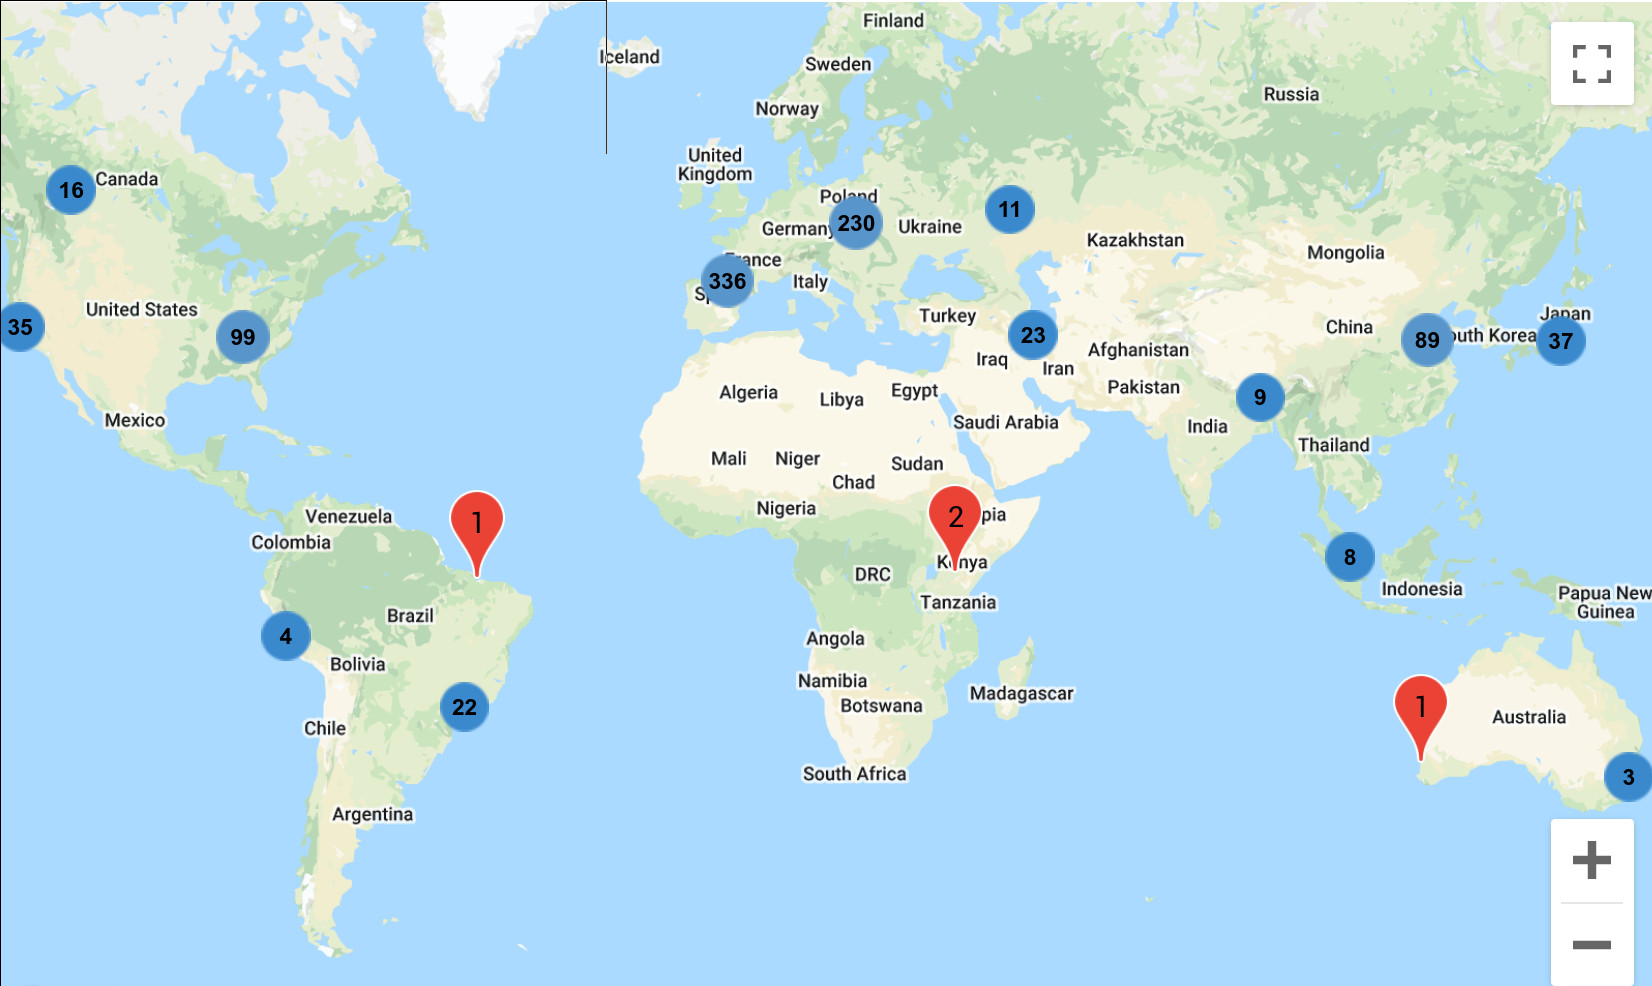 Finland
Iceland
Sweden
Russia
Norway
United
Kingdom
16
Canada
Poland
11
Germany
230
Ukraine
Kazakhstan
Mongolia
France
336
Italy
United States
Turkey
China
Japan
35
99
23
89
outh Korea
37
Iraq
Iran
Afghanistan
Pakistan
Algeria
Libya
Egypt
9
Mexico
Saudi Arabia
India
Thailand
Mali
Niger
Sudan
Chad
Nigeria
Venezuela
1
2
pia
Colombia
8
Kenya
DRC
Indonesia
Brazil
Tanzania
Papua New
Guinea
4
Angola
Bolivia
Namibia
Madagascar
22
Botswana
1
Australia
Chile
South Africa
3
Argentina
+
−